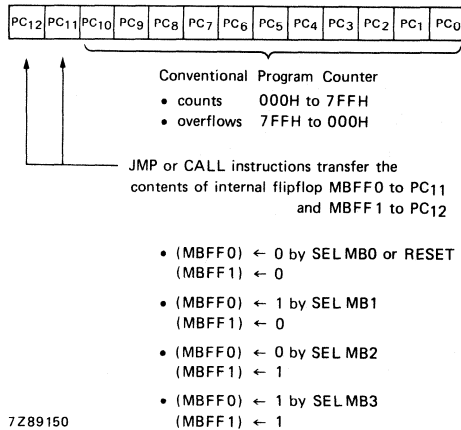 PC12 PC11 PC10 PC9 PC8 PC7 PC6 PC5 PC4 PC3 PC2 PC1 PC0
Conventional Program Counter
• counts 000H to 7FFH
• overflows 7FFH to 000H
JMP or CALL instructions transfer the
contents of internal flipflop MBFF0 to PC11
and MBFF1 to PC12
• (MBFF0) ← 0 by SEL MB0 or RESET
(MBFF1) ← 0
• (MBFF0) ← 1 by SEL MB1
(MBFF1) ← 0
• (MBFF0) ← 0 by SEL MB2
(MBFF1) ← 1
• (MBFF0) ← 1 by SEL MB3
(MBFF1) ← 1
7Z89150